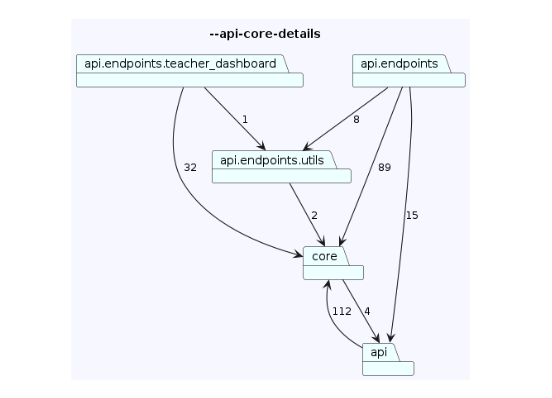 --api-core-details
api.endpoints.teacher_dashboard
api.endpoints
1
8
api.endpoints.utils
32
89
2
15
core
112
4
api